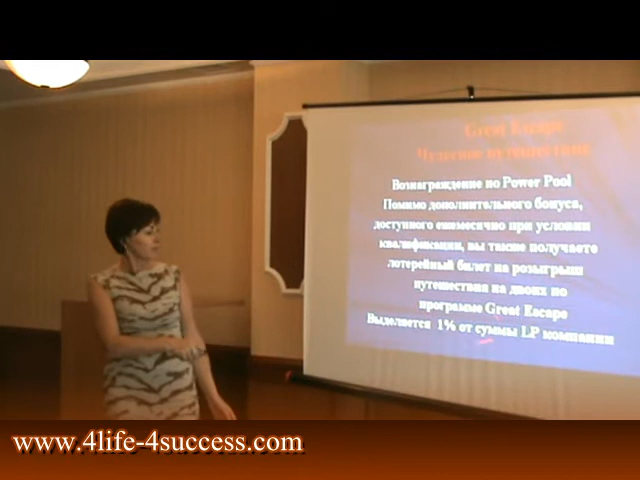 Great Escape
Чудесное путешествие
Вознаграждение по Power Pool
Помимо дополнительного бонуса,
доступного ежемесячно при условии
квалификации, вы также получаете
лотерейный билет на розыгрыш
путешествия на двоих по
программе Great Escape
Выделяется 1% от суммы LP компании
www.4life-4success.com